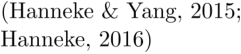 (Hanneke & Yang, 2015;
Hanneke, 2016)